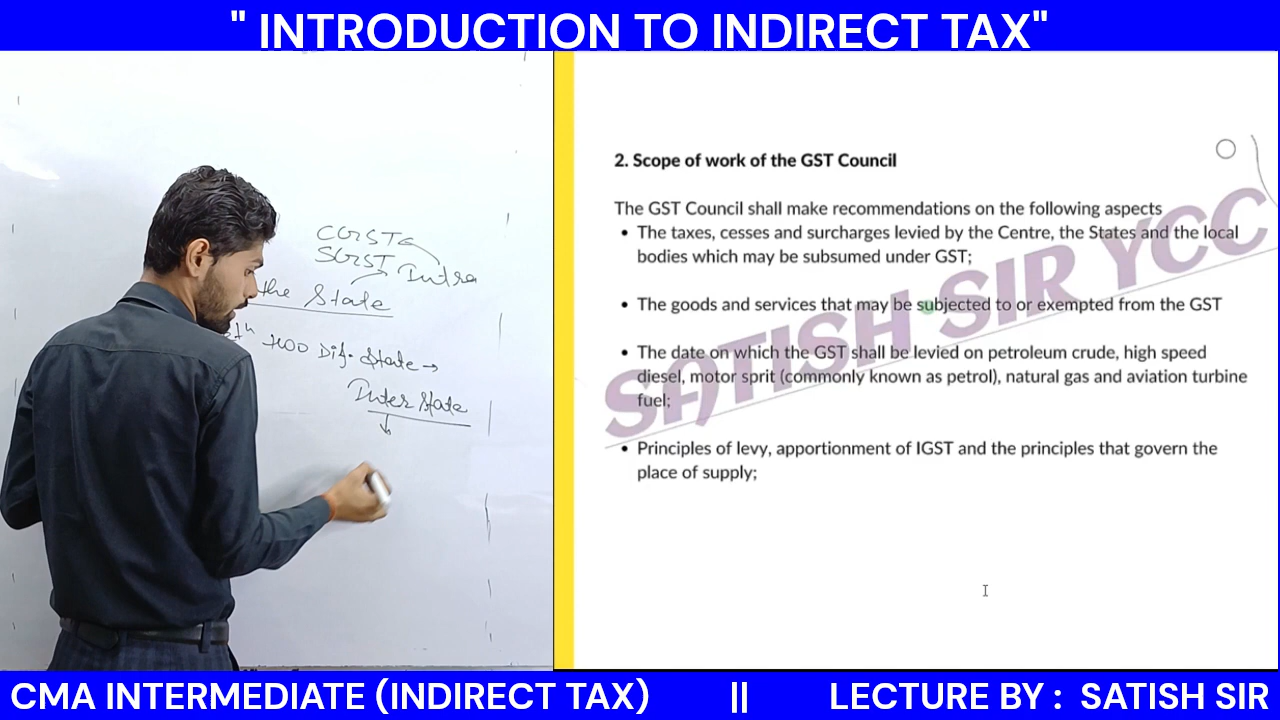 " INTRODUCTION TO INDIRECT TAX"
CGST
SGST
Intra
the State
two Dif. State →
Inter State
2. Scope of work of the GST Council
The GST Council shall make recommendations on the following aspects
• The taxes, cesses and surcharges levied by the Centre, the States and the local
bodies which may be subsumed under GST;
• The goods and services that may be subjected to or exempted from the GST
• The date on which the GST shall be levied on petroleum crude, high speed
diesel, motor sprit (commonly known as petrol), natural gas and aviation turbine
fuel;
• Principles of levy, apportionment of IGST and the principles that govern the
place of supply;
SATISH SIR YCC
CMA INTERMEDIATE (INDIRECT TAX) || LECTURE BY : SATISH SIR